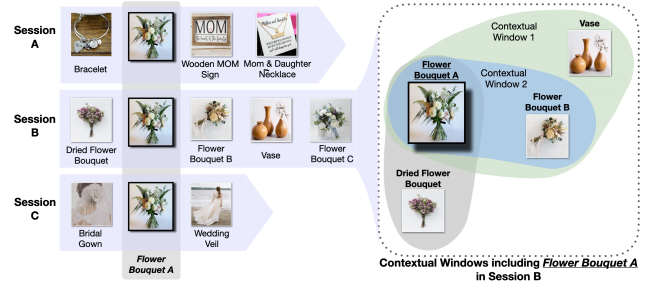 Session
A
Bracelet
MOM
Wooden MOM
Sign
Mom & Daughter
Necklace
Session
B
Dried Flower
Bouquet
Flower
Bouquet B
Vase
Flower
Bouquet C
Session
C
Bridal
Gown
Wedding
Veil
Flower
Bouquet A
Contextual
Window 1
Vase
Flower
Bouquet A
Contextual
Window 2
Flower
Bouquet B
Dried Flower
Bouquet
Contextual Windows including Flower Bouquet A
in Session B